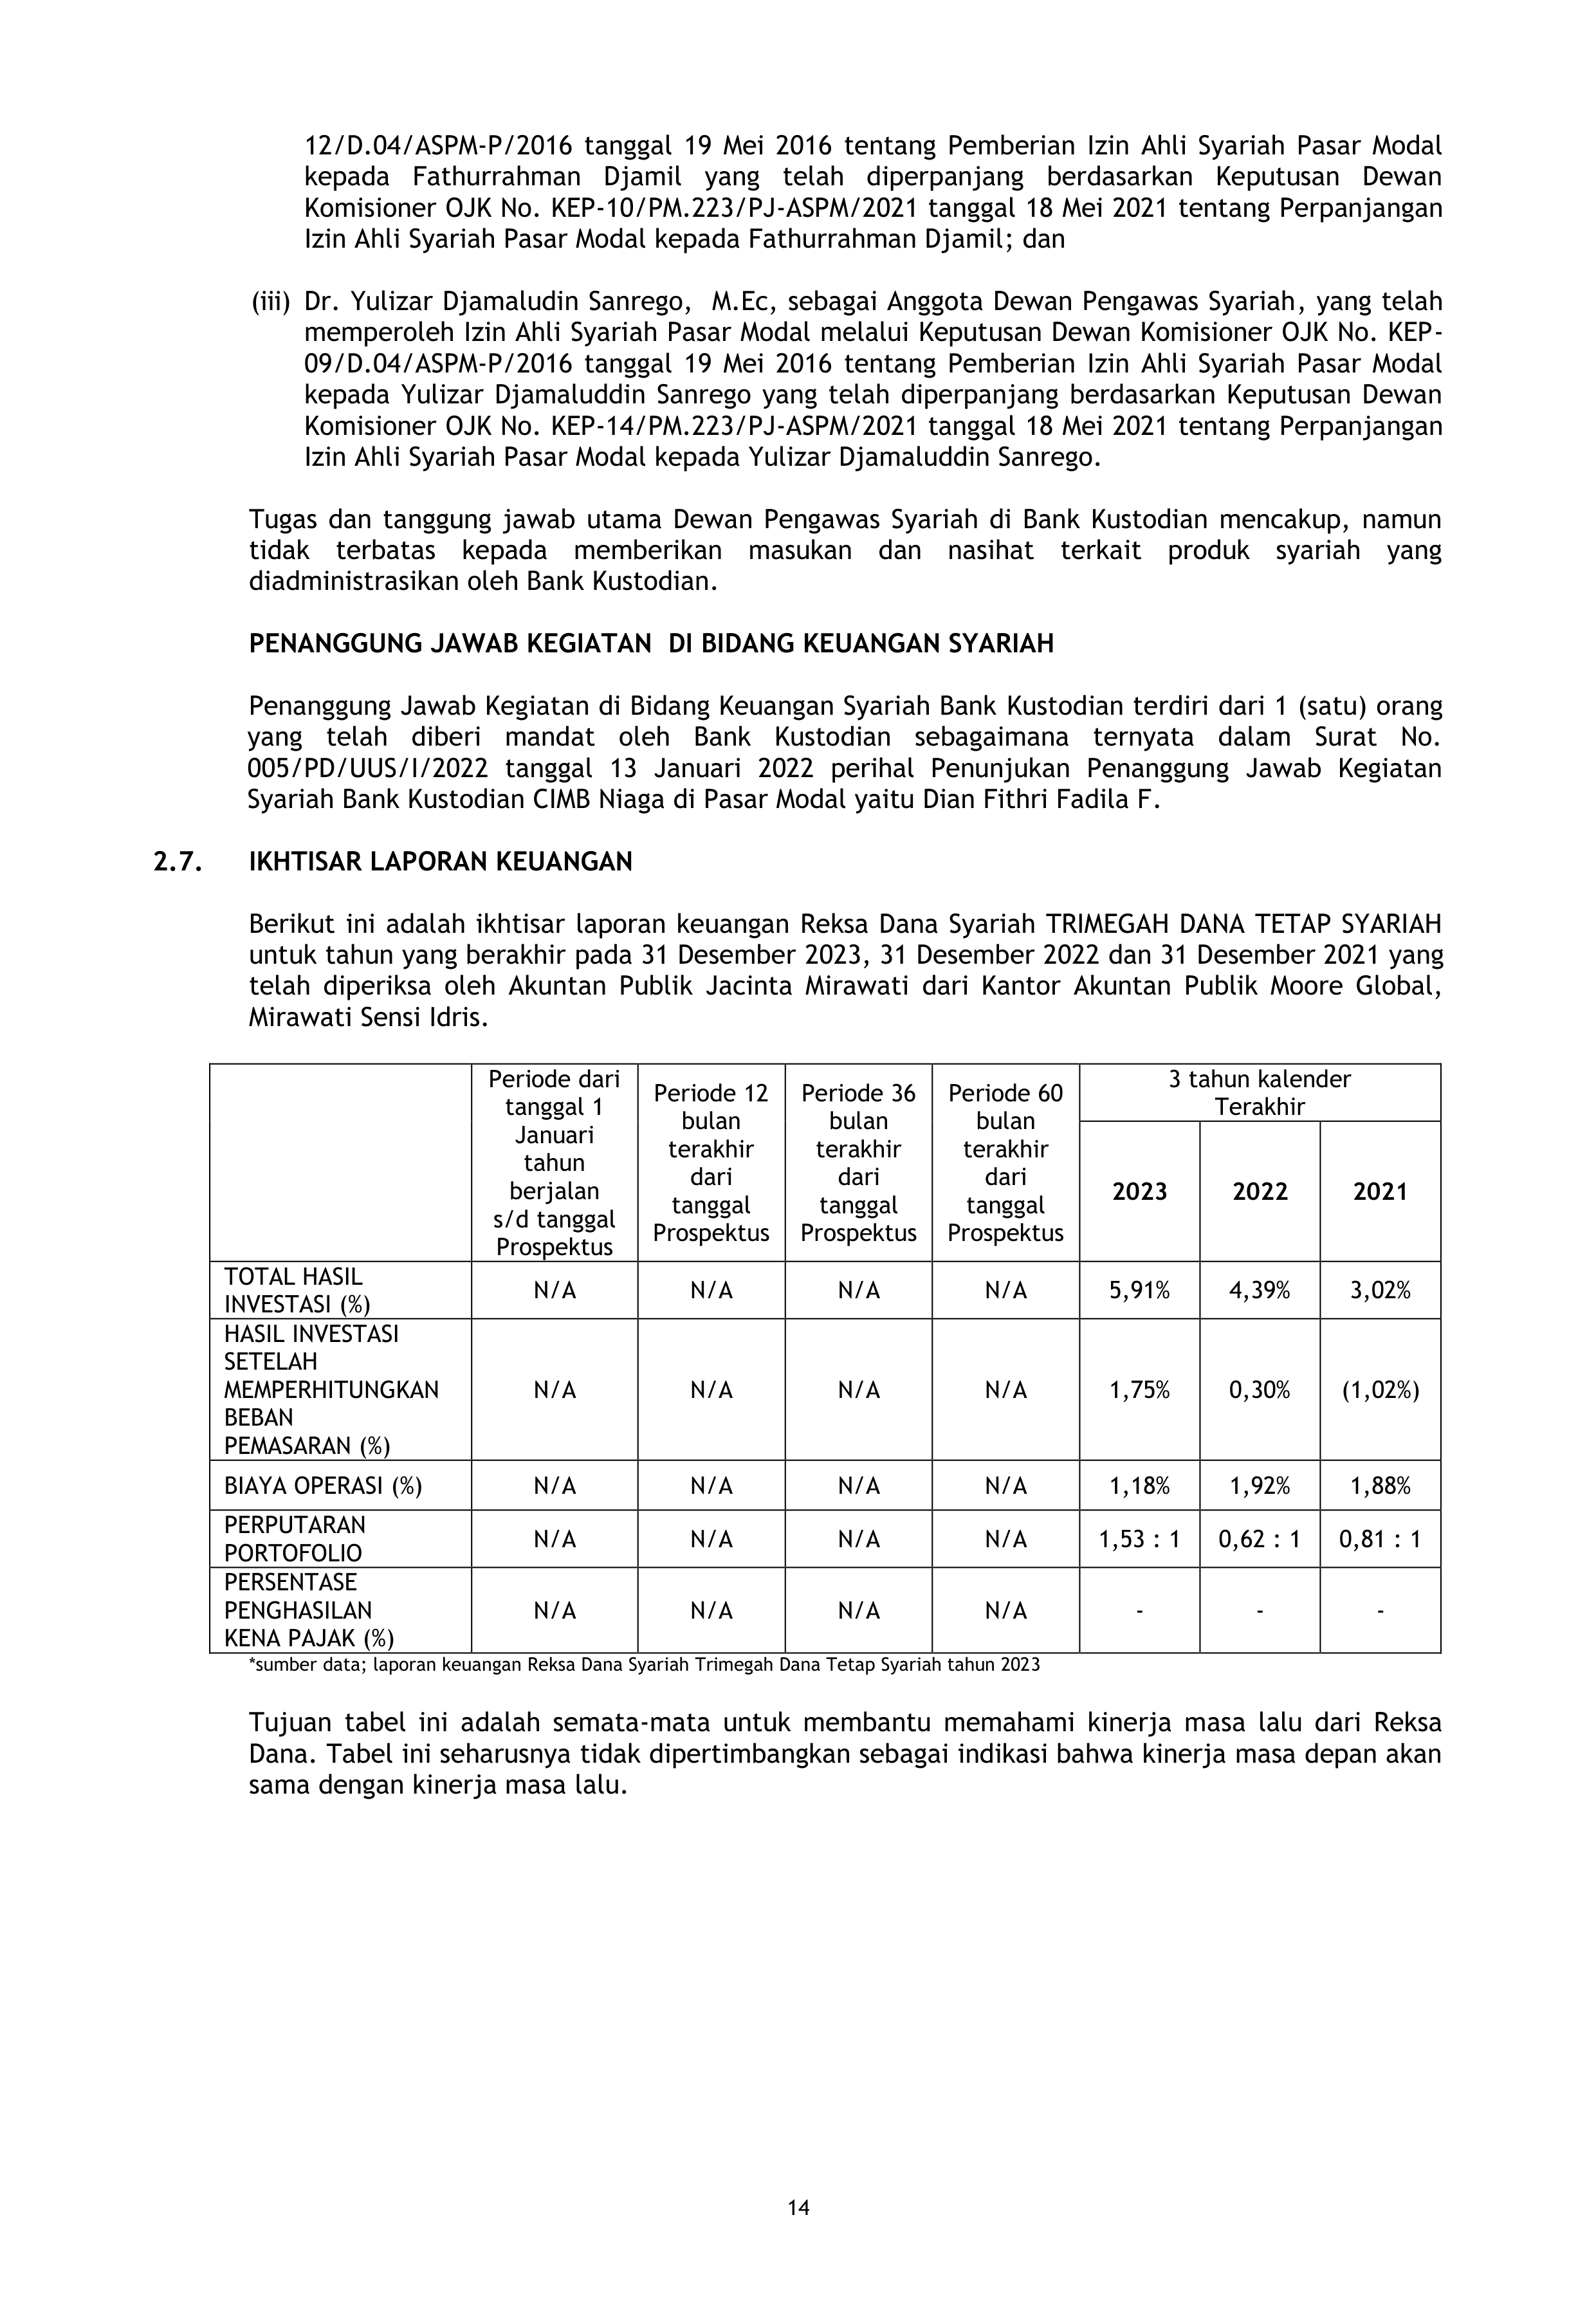 12/D.04/ASPM-P/2016 tanggal 19 Mei 2016 tentang Pemberian Izin Ahli Syariah Pasar Modal
kepada Fathurrahman Djamil yang telah diperpanjang berdasarkan Keputusan Dewan
Komisioner OJK No. KEP-10/PM.223/PJ-ASPM/2021 tanggal 18 Mei 2021 tentang Perpanjangan
Izin Ahli Syariah Pasar Modal kepada Fathurrahman Djamil; dan
(iii) Dr. Yulizar Djamaludin Sanrego, M.Ec, sebagai Anggota Dewan Pengawas Syariah, yang telah
memperoleh Izin Ahli Syariah Pasar Modal melalui Keputusan Dewan Komisioner OJK No. KEP-
09/D.04/ASPM-P/2016 tanggal 19 Mei 2016 tentang Pemberian Izin Ahli Syariah Pasar Modal
kepada Yulizar Djamaluddin Sanrego yang telah diperpanjang berdasarkan Keputusan Dewan
Komisioner OJK No. KEP-14/PM.223/PJ-ASPM/2021 tanggal 18 Mei 2021 tentang Perpanjangan
Izin Ahli Syariah Pasar Modal kepada Yulizar Djamaluddin Sanrego.
Tugas dan tanggung jawab utama Dewan Pengawas Syariah di Bank Kustodian mencakup, namun
tidak terbatas kepada memberikan masukan dan nasihat terkait produk syariah yang
diadministrasikan oleh Bank Kustodian.
PENANGGUNG JAWAB KEGIATAN DI BIDANG KEUANGAN SYARIAH
Penanggung Jawab Kegiatan di Bidang Keuangan Syariah Bank Kustodian terdiri dari 1 (satu) orang
yang telah diberi mandat oleh Bank Kustodian sebagaimana ternyata dalam Surat No.
005/PD/UUS/I/2022 tanggal 13 Januari 2022 perihal Penunjukan Penanggung Jawab Kegiatan
Syariah Bank Kustodian CIMB Niaga di Pasar Modal yaitu Dian Fithri Fadila F.
2.7. IKHTISAR LAPORAN KEUANGAN
Berikut ini adalah ikhtisar laporan keuangan Reksa Dana Syariah TRIMEGAH DANA TETAP SYARIAH
untuk tahun yang berakhir pada 31 Desember 2023, 31 Desember 2022 dan 31 Desember 2021 yang
telah diperiksa oleh Akuntan Publik Jacinta Mirawati dari Kantor Akuntan Publik Moore Global,
Mirawati Sensi Idris.
Periode dari
tanggal 1
Januari
tahun
berjalan
s/d tanggal
Prospektus
Periode 12
bulan
terakhir
dari
tanggal
Prospektus
Periode 36
bulan
terakhir
dari
tanggal
Prospektus
Periode 60
bulan
terakhir
dari
tanggal
Prospektus
3 tahun kalender
Terakhir
2023 2022 2021
TOTAL HASIL
INVESTASI (%)
N/A N/A N/A N/A 5,91% 4,39% 3,02%
HASIL INVESTASI
SETELAH
MEMPERHITUNGKAN
BEBAN
PEMASARAN (%)
N/A N/A N/A N/A 1,75% 0,30% (1,02%)
BIAYA OPERASI (%) N/A N/A N/A N/A 1,18% 1,92% 1,88%
PERPUTARAN
PORTOFOLIO
N/A N/A N/A N/A 1,53 : 1 0,62 : 1 0,81 : 1
PERSENTASE
PENGHASILAN
KENA PAJAK (%)
N/A N/A N/A N/A - - -
*sumber data; laporan keuangan Reksa Dana Syariah Trimegah Dana Tetap Syariah tahun 2023
Tujuan tabel ini adalah semata-mata untuk membantu memahami kinerja masa lalu dari Reksa
Dana. Tabel ini seharusnya tidak dipertimbangkan sebagai indikasi bahwa kinerja masa depan akan
sama dengan kinerja masa lalu.
14